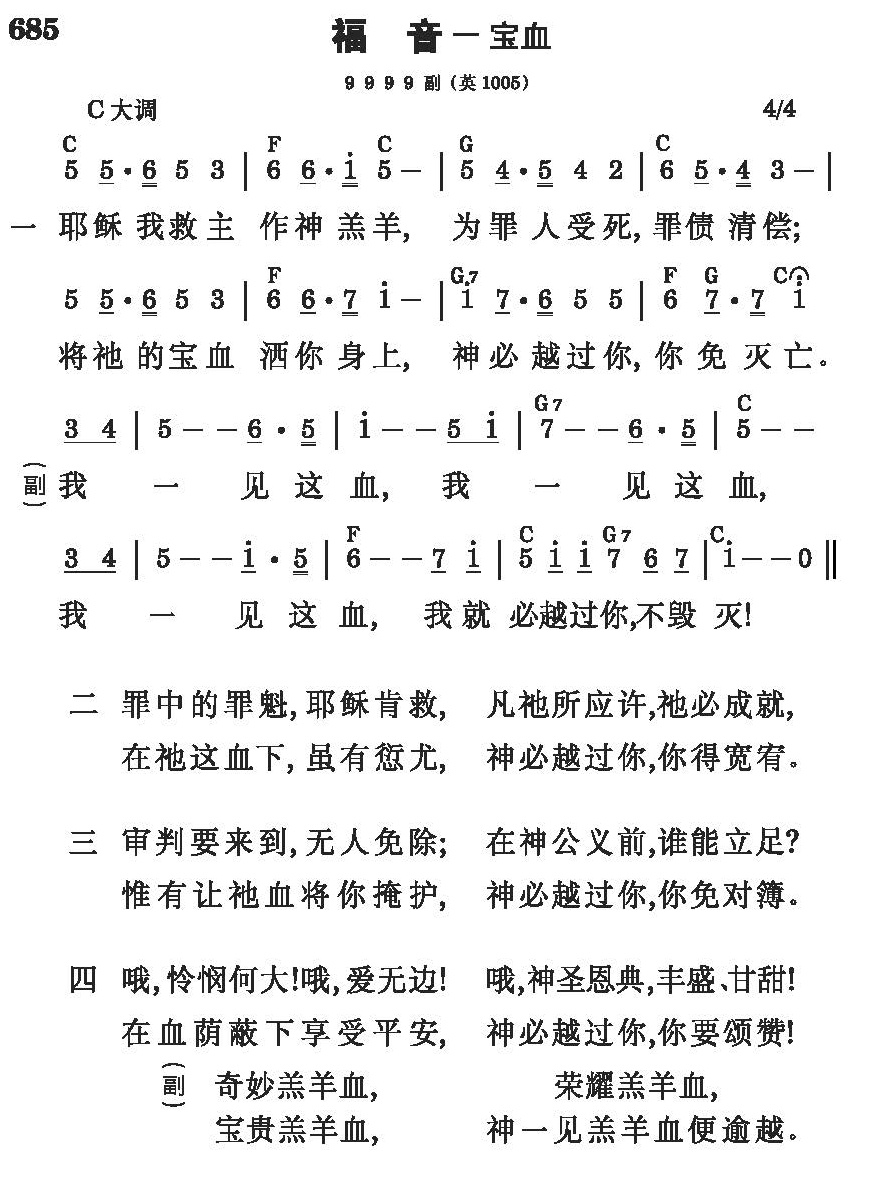 685
福 音 — 宝血
9 9 9 9 副 (英1005)
C大调 4/4
C F C G C
5 5·6 5 3 | 6 6·i 5 – | 5 4·5 4 2 | 6 5·4 3 – |
一 耶稣我救主 作神羔羊, 为罪人受死, 罪债清偿;
F G7 F G C
5 5·6 5 3 | 6 6·7 i – | i 7·6 5 5 | 6 7·7 i
将祂的宝血 洒你身上, 神必越过你, 你免灭亡。
G7 C
3 4 | 5 – – 6·5 | i – – 5 i | 7 – – 6·5 | 5 – –
(副) 我 一 见这血, 我 一 见这血,
F C G7 C
3 4 | 5 – – i·5 | 6 – – 7 i | 5 i i 7 6 7 | i – – 0 ‖
我 一 见这血, 我就 必越过你,不毁灭!
二 罪中的罪魁, 耶稣肯救, 凡祂所应许,祂必成就,
在祂这血下, 虽有愆尤, 神必越过你,你得宽宥。
三 审判要来到, 无人免除; 在神公义前,谁能立足?
惟有让祂血将你掩护, 神必越过你,你免对簿。
四 哦, 怜悯何大!哦, 爱无边! 哦,神圣恩典,丰盛、甘甜!
在血荫蔽下享受平安, 神必越过你,你要颂赞!
(副) 奇妙羔羊血, 荣耀羔羊血,
宝贵羔羊血, 神一见羔羊血便逾越。